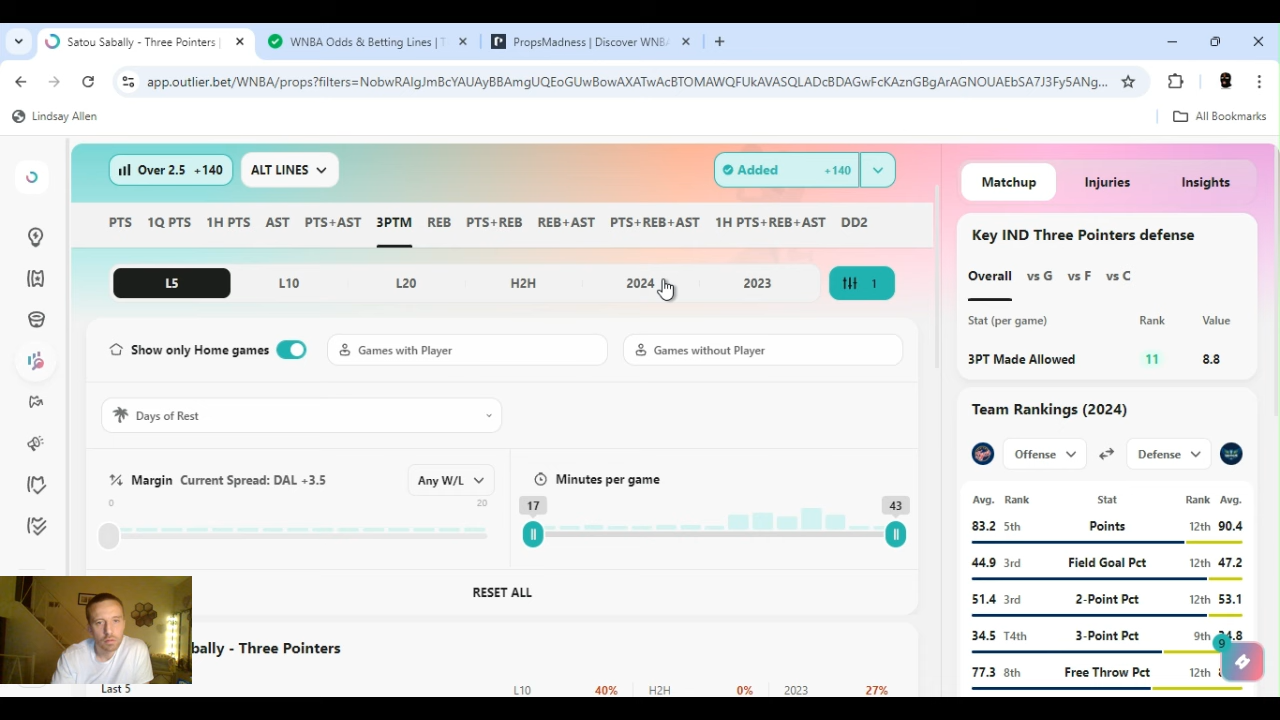 Satou Sabally - Three Pointers |
WNBA Odds & Betting Lines | T
PropsMadness | Discover WNBA
app.outlier.bet/WNBA/props?filters=NobwRAlgJmBcYAUAyBBAmgUQEoGUwBowAXATwAcBTOMAWQFUkAVASQLADcBDAGwFcKAznGBgArAGNOUAEbSA7J3Fy5ANg...
Lindsay Allen
All Bookmarks
Over 2.5 +140
ALT LINES
Added +140
PTS 1Q PTS 1H PTS AST PTS+AST 3PTM REB PTS+REB REB+AST PTS+REB+AST 1H PTS+REB+AST DD2
L5 L10 L20 H2H 2024 2023 1
Show only Home games
Games with Player
Games without Player
Days of Rest
Margin Current Spread: DAL +3.5
Any W/L
0 20
Minutes per game
17 43
RESET ALL
bally - Three Pointers
Last 5
L10 40% H2H 0% 2023 27%
Matchup Injuries Insights
Key IND Three Pointers defense
Overall vs G vs F vs C
Stat (per game) Rank Value
3PT Made Allowed 11 8.8
Team Rankings (2024)
Offense Defense
Avg. Rank Stat Rank Avg.
83.2 5th Points 12th 90.4
44.9 3rd Field Goal Pct 12th 47.2
51.4 3rd 2-Point Pct 12th 53.1
34.5 T4th 3-Point Pct 9th 4.8
9
77.3 8th Free Throw Pct 12th